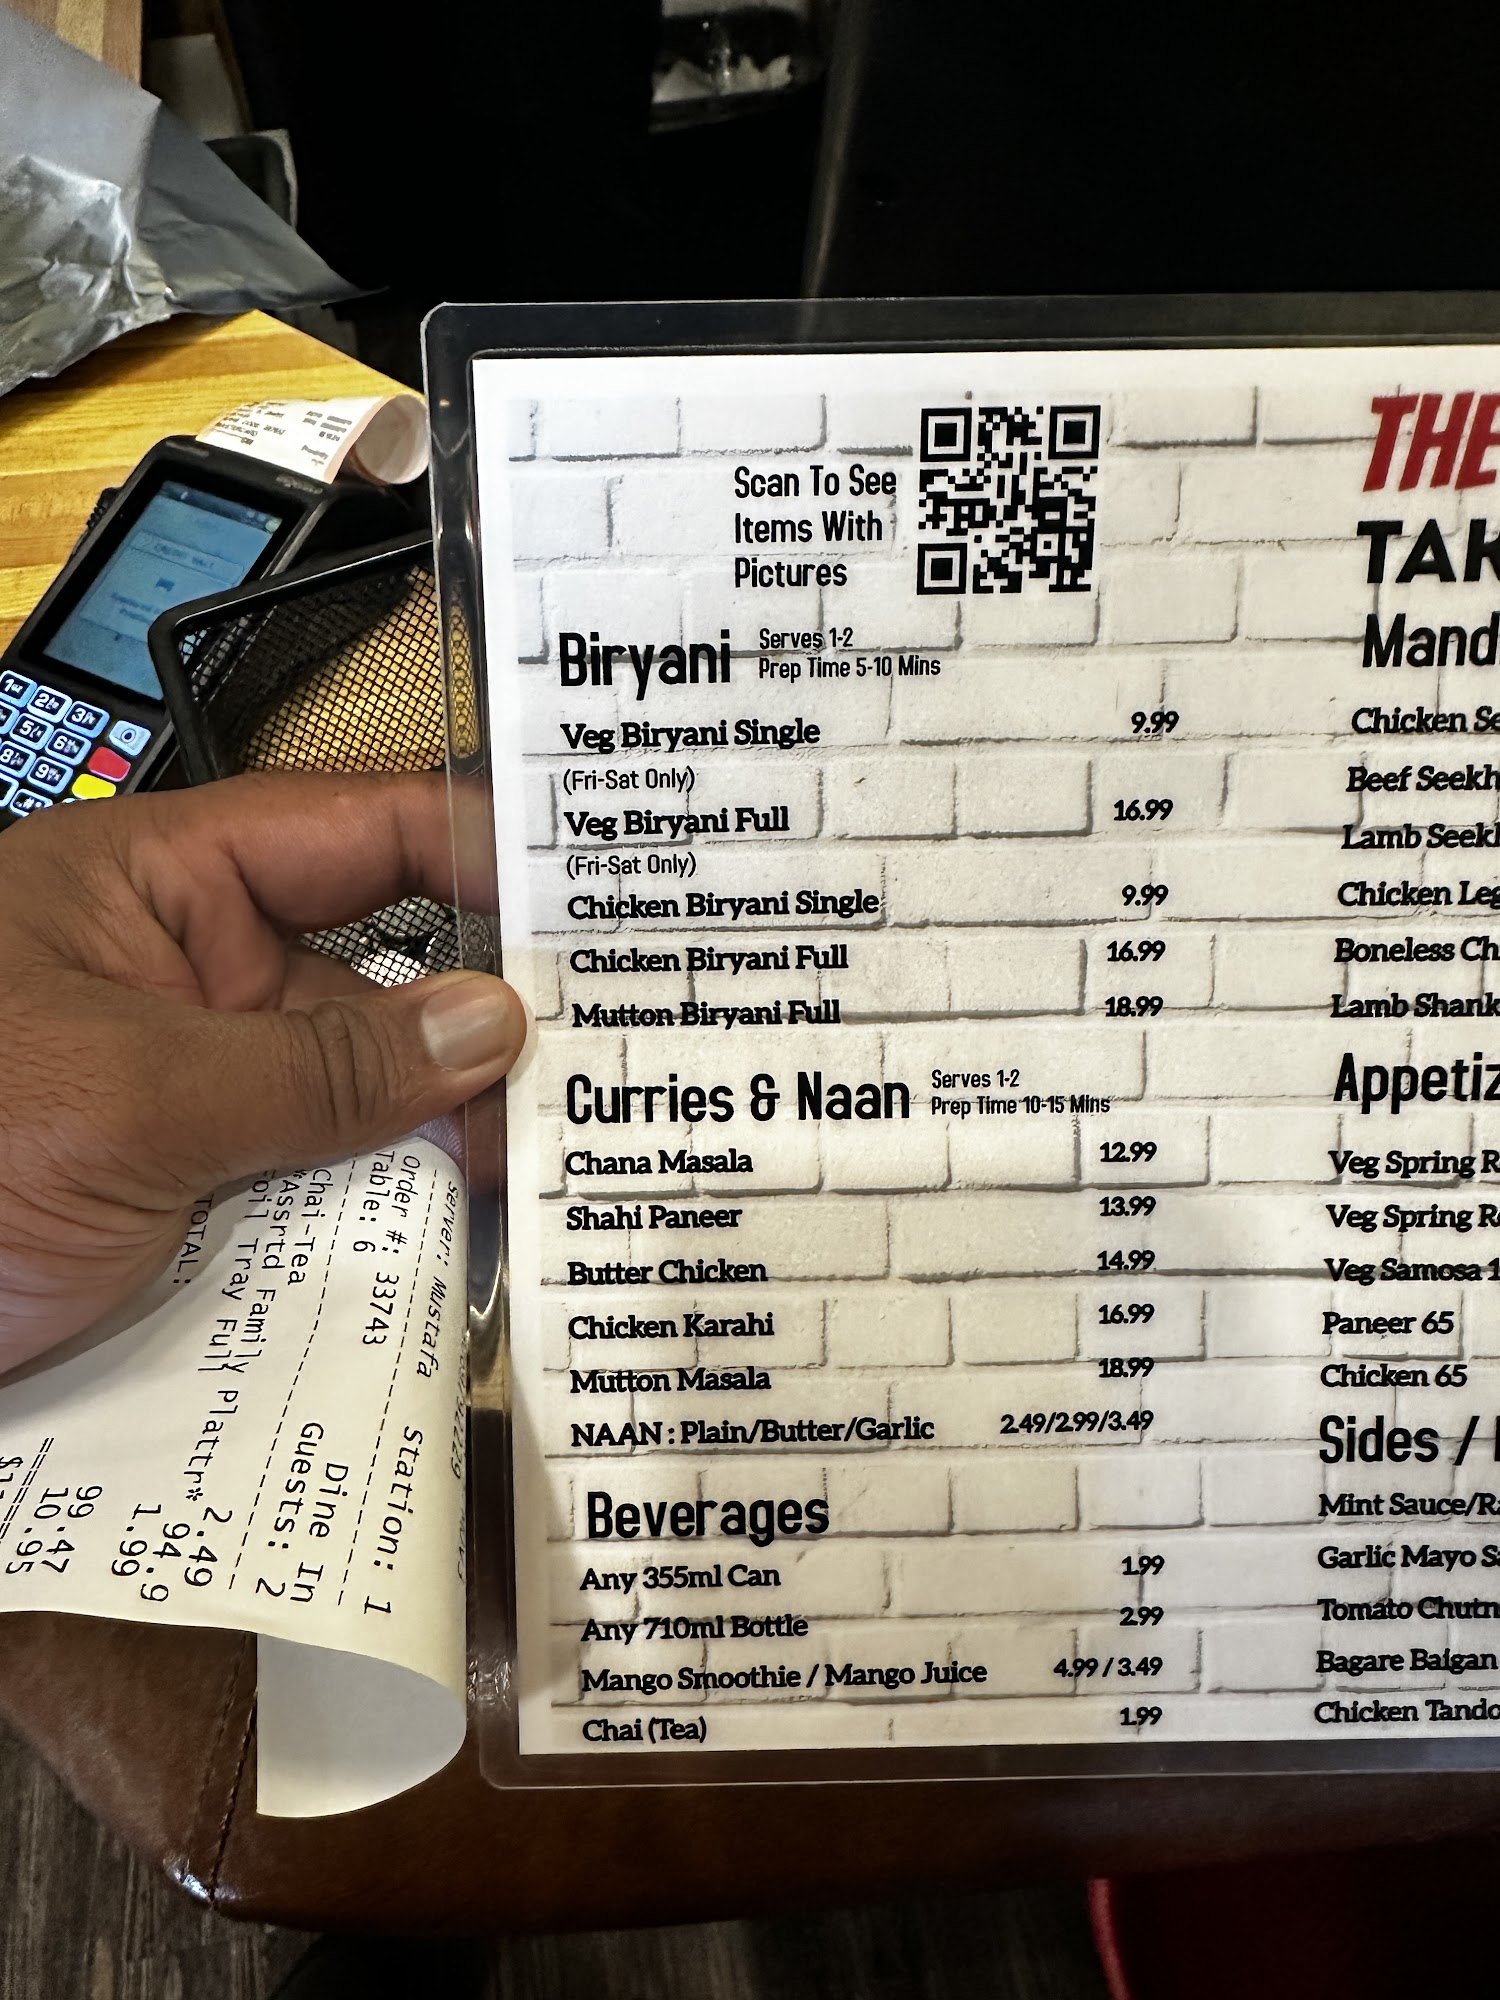 Scan To See
Items With
Pictures
Biryani
Serves 1-2
Prep Time 5-10 Mins
Veg Biryani Single 9.99
(Fri-Sat Only)
Veg Biryani Full 16.99
(Fri-Sat Only)
Chicken Biryani Single 9.99
Chicken Biryani Full 16.99
Mutton Biryani Full 18.99
Curries & Naan
Serves 1-2
Prep Time 10-15 Mins
Chana Masala 12.99
Shahi Paneer 13.99
Butter Chicken 14.99
Chicken Karahi 16.99
Mutton Masala 18.99
NAAN : Plain/Butter/Garlic 2.49/2.99/3.49
Beverages
Any 355ml Can 1.99
Any 710ml Bottle 2.99
Mango Smoothie / Mango Juice 4.99 / 3.49
Chai (Tea) 1.99
THE
TAK
Mand
Chicken Se
Beef Seekh
Lamb Seekh
Chicken Leg
Boneless Ch
Lamb Shank
Appetiz
Veg Spring R
Veg Spring Ro
Veg Samosa 1
Paneer 65
Chicken 65
Sides /
Mint Sauce/Ra
Garlic Mayo Sa
Tomato Chutn
Bagare Baigan
Chicken Tando
Server: Mustafa
Order #: 33743 Station: 1
Table: 6 Dine In
Guests: 2
Chai-Tea 2.49
*Assrtd Family Plattr* 94.9
Foil Tray Full 1.99
TOTAL:
99.47
10.95